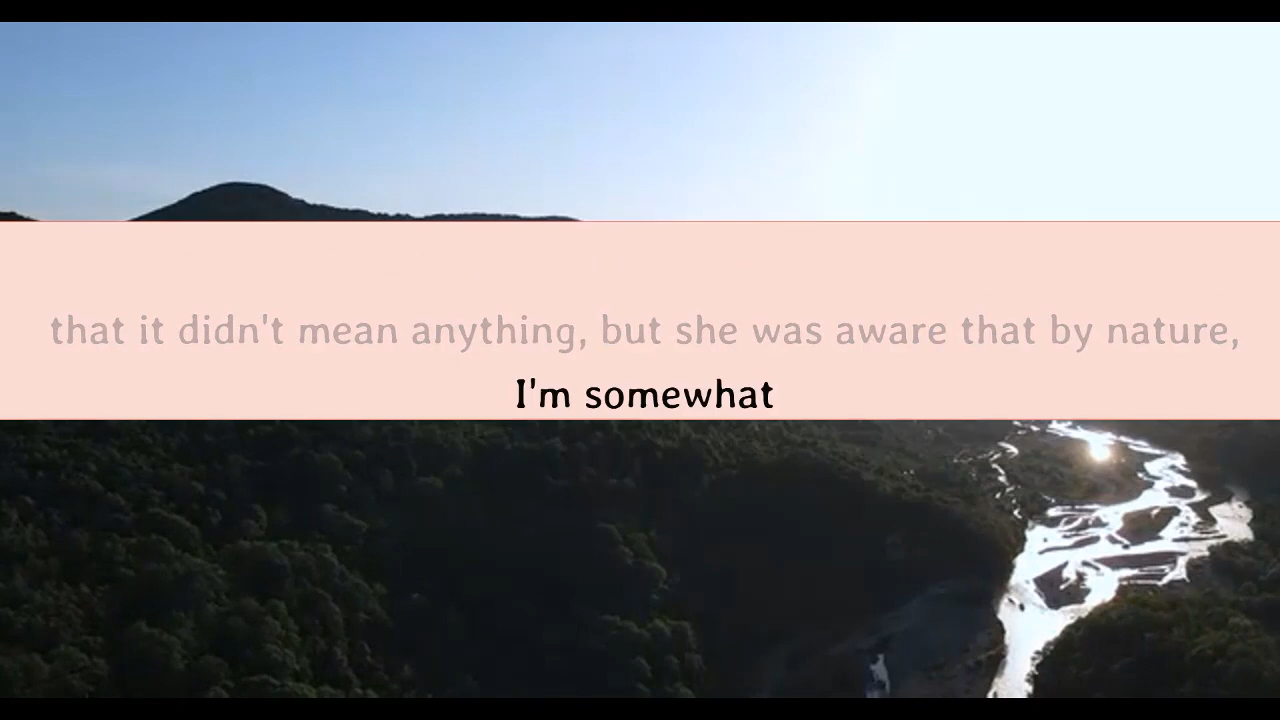 that it didn't mean anything, but she was aware that by nature,
I'm somewhat